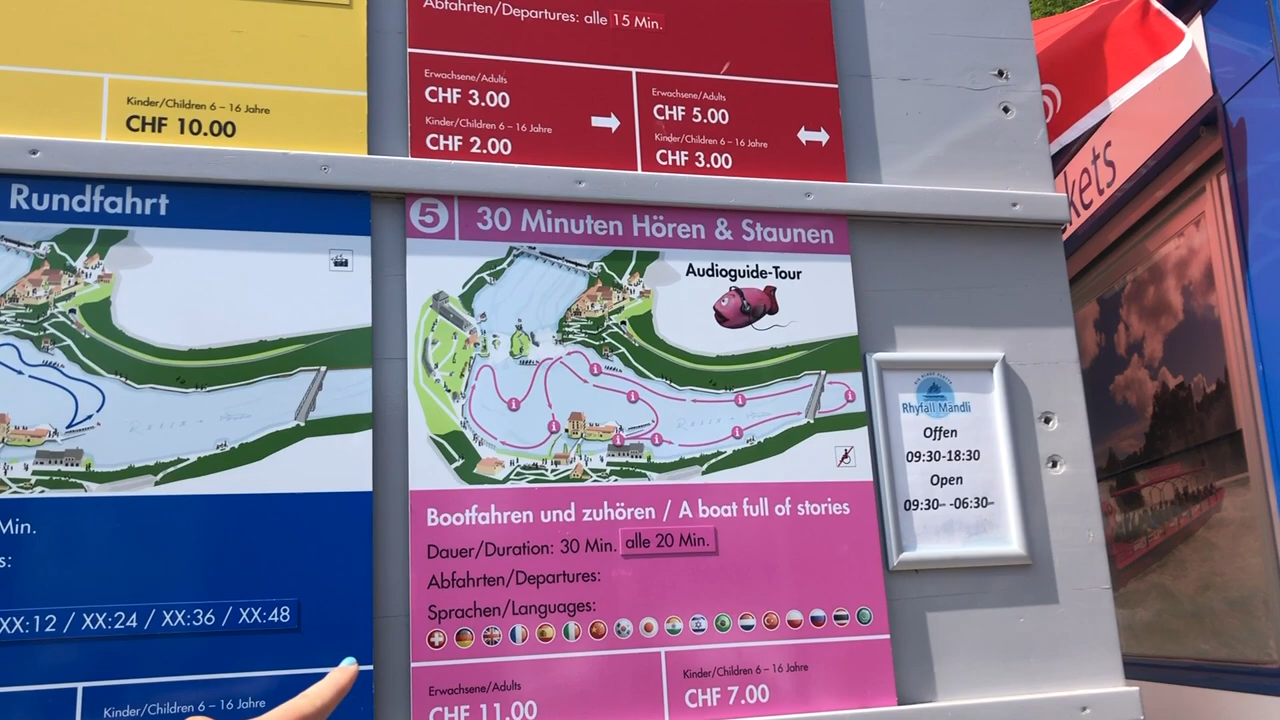 Kinder/Children 6 – 16 Jahre
CHF 10.00
Abfahrten/Departures: alle 15 Min.
Erwachsene/Adults
CHF 3.00
Kinder/Children 6 – 16 Jahre
CHF 2.00
Erwachsene/Adults
CHF 5.00
Kinder/Children 6 – 16 Jahre
CHF 3.00
kets
Rundfahrt
Min.
s:
XX:12 / XX:24 / XX:36 / XX:48
Kinder/Children 6 – 16 Jahre
5 30 Minuten Hören & Staunen
Audioguide-Tour
Bootfahren und zuhören / A boat full of stories
Dauer/Duration: 30 Min. alle 20 Min.
Abfahrten/Departures:
Sprachen/Languages:
Erwachsene/Adults
CHF 11.00
Kinder/Children 6 – 16 Jahre
CHF 7.00
Rhyfall Mändli
Offen
09:30-18:30
Open
09:30- -06:30-